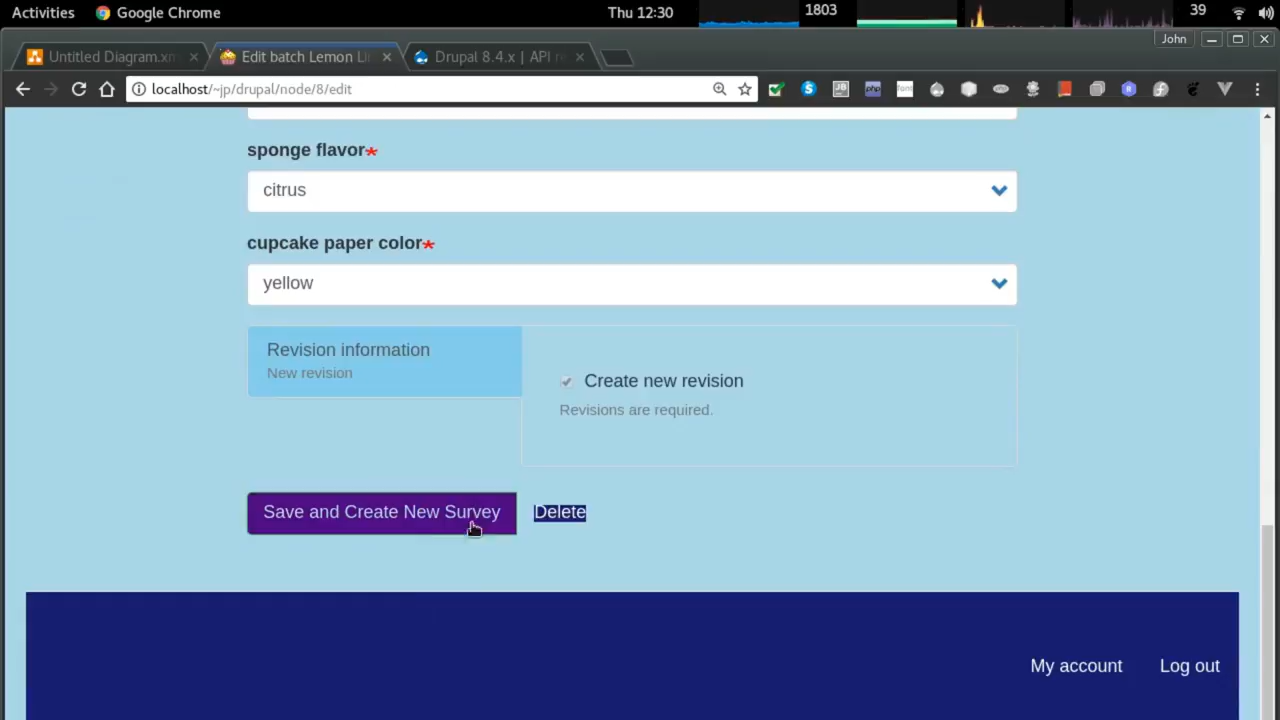 Activities Google Chrome Thu 12:30 1803 39
John
Untitled Diagram.xm Edit batch Lemon Li Drupal 8.4.x | API re
localhost/~jp/drupal/node/8/edit
sponge flavor*
citrus
cupcake paper color*
yellow
Revision information
New revision
Create new revision
Revisions are required.
Save and Create New Survey Delete
My account Log out